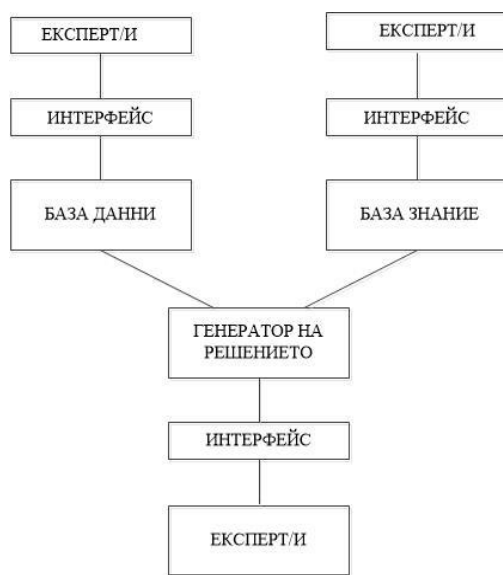 ЕКСПЕРТ/И
ЕКСПЕРТ/И
ИНТЕРФЕЙС
ИНТЕРФЕЙС
БАЗА ДАННИ
БАЗА ЗНАНИЕ
ГЕНЕРАТОР НА
РЕШЕНИЕТО
ИНТЕРФЕЙС
ЕКСПЕРТ/И